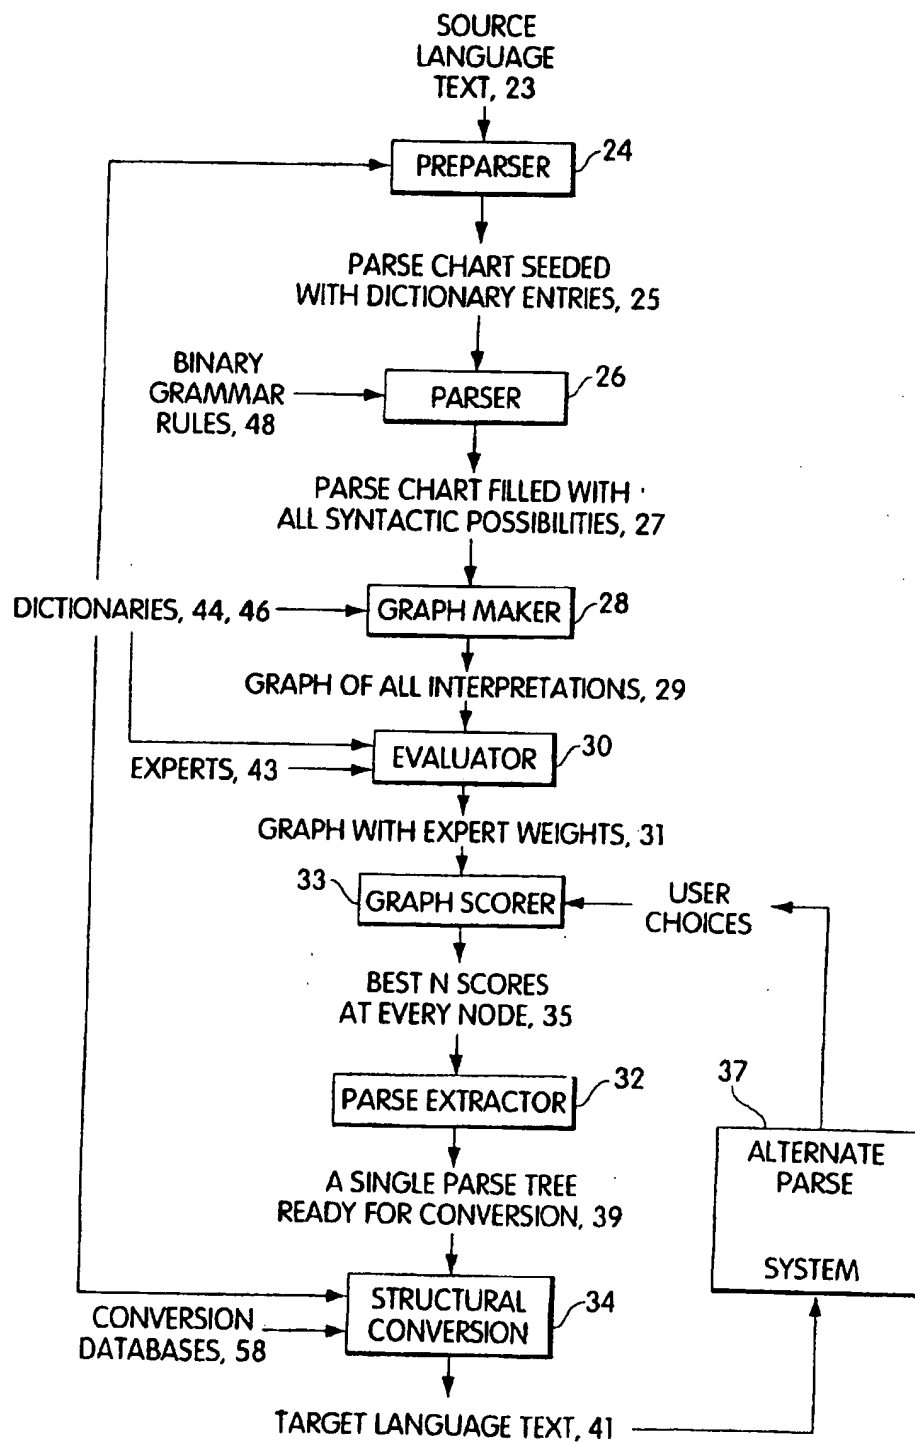 SOURCE
LANGUAGE
TEXT, 23
PREPARSER
24
PARSE CHART SEEDED
WITH DICTIONARY ENTRIES, 25
BINARY
GRAMMAR
RULES, 48
PARSER
26
PARSE CHART FILLED WITH
ALL SYNTACTIC POSSIBILITIES, 27
DICTIONARIES, 44, 46
GRAPH MAKER
28
GRAPH OF ALL INTERPRETATIONS, 29
EXPERTS, 43
EVALUATOR
30
GRAPH WITH EXPERT WEIGHTS, 31
33
GRAPH SCORER
USER
CHOICES
BEST N SCORES
AT EVERY NODE, 35
PARSE EXTRACTOR
32
37
ALTERNATE
PARSE
SYSTEM
A SINGLE PARSE TREE
READY FOR CONVERSION, 39
CONVERSION
DATABASES, 58
STRUCTURAL
CONVERSION
34
TARGET LANGUAGE TEXT, 41